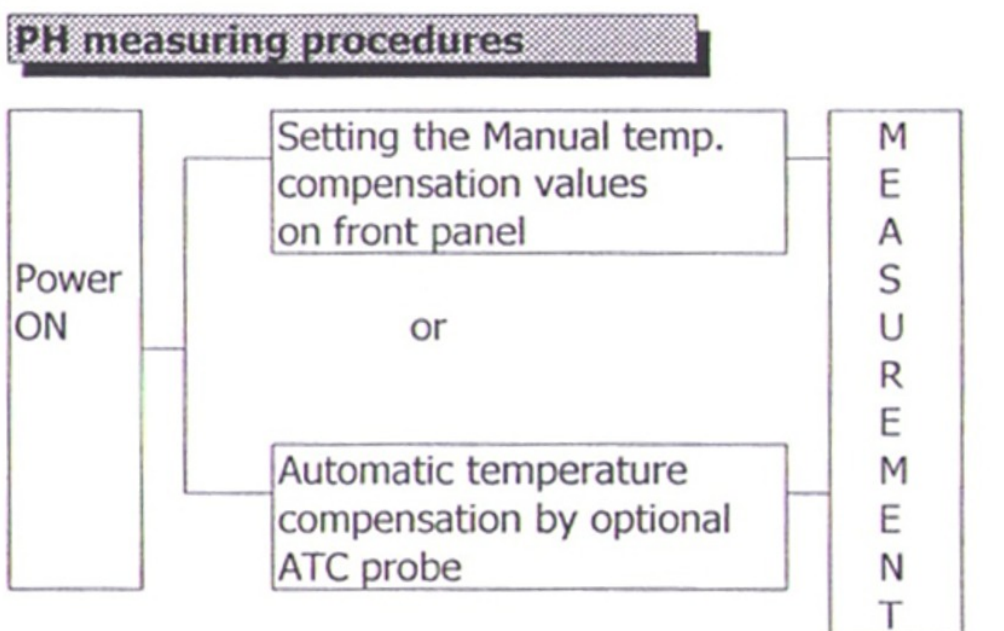 PH measuring procedures
Power
ON
Setting the Manual temp.
compensation values
on front panel
or
Automatic temperature
compensation by optional
ATC probe
M
E
A
S
U
R
E
M
E
N
T